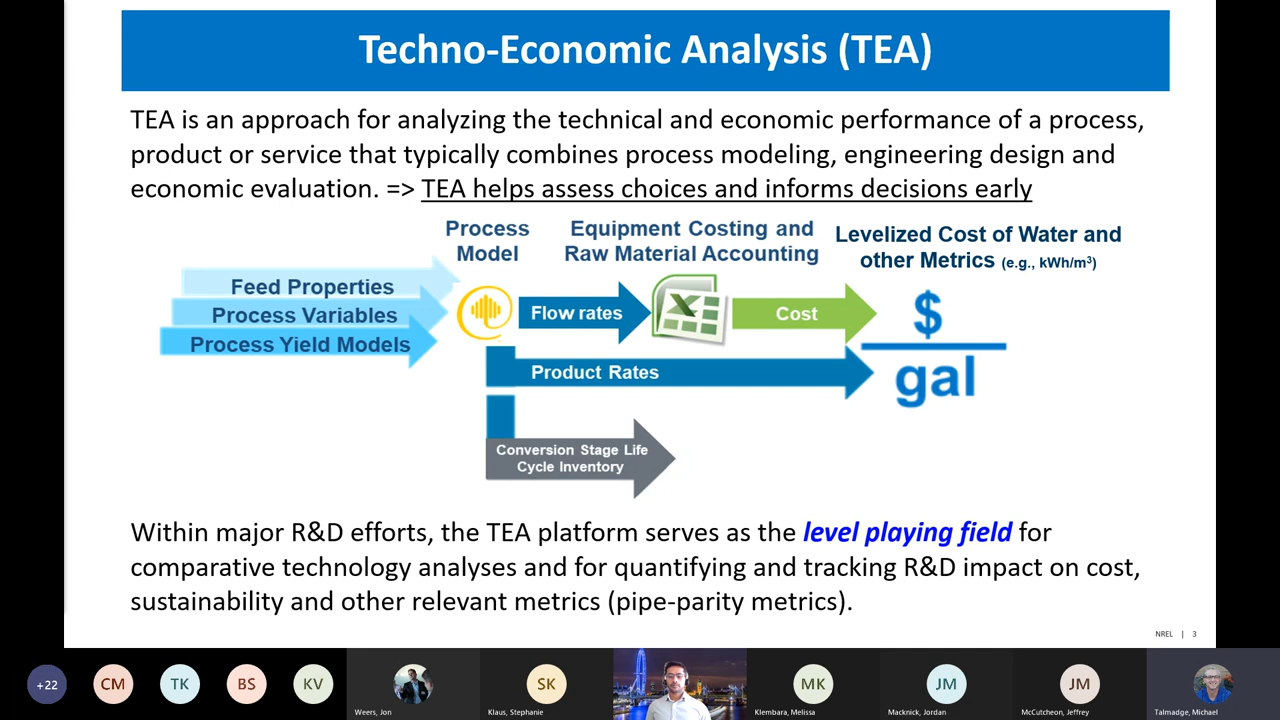 Techno-Economic Analysis (TEA)
TEA is an approach for analyzing the technical and economic performance of a process,
product or service that typically combines process modeling, engineering design and
economic evaluation. => TEA helps assess choices and informs decisions early
Process
Model
Equipment Costing and
Raw Material Accounting
Levelized Cost of Water and
other Metrics (e.g., kWh/m³)
Feed Properties
Process Variables
Process Yield Models
Flow rates
Cost
$
gal
Product Rates
Conversion Stage Life
Cycle Inventory
Within major R&D efforts, the TEA platform serves as the level playing field for
comparative technology analyses and for quantifying and tracking R&D impact on cost,
sustainability and other relevant metrics (pipe-parity metrics).
NREL | 3
+22
CM
TK
BS
KV
Weers, Jon
SK
Klaus, Stephanie
MK
Klembara, Melissa
JM
Macknick, Jordan
JM
McCutcheon, Jeffrey
Talmadge, Michael